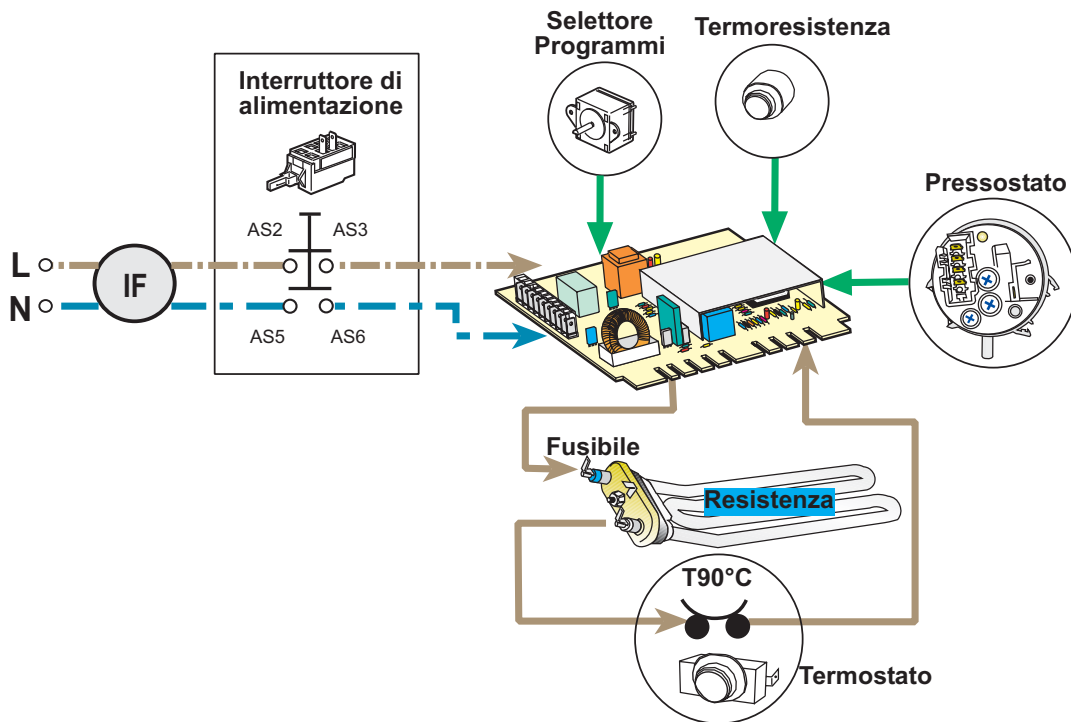 Selettore
Programmi
Termoresistenza
Interruttore di
alimentazione
Pressostato
AS2
AS3
L
IF
N
AS5
AS6
Fusibile
Resistenza
T90°C
Termostato